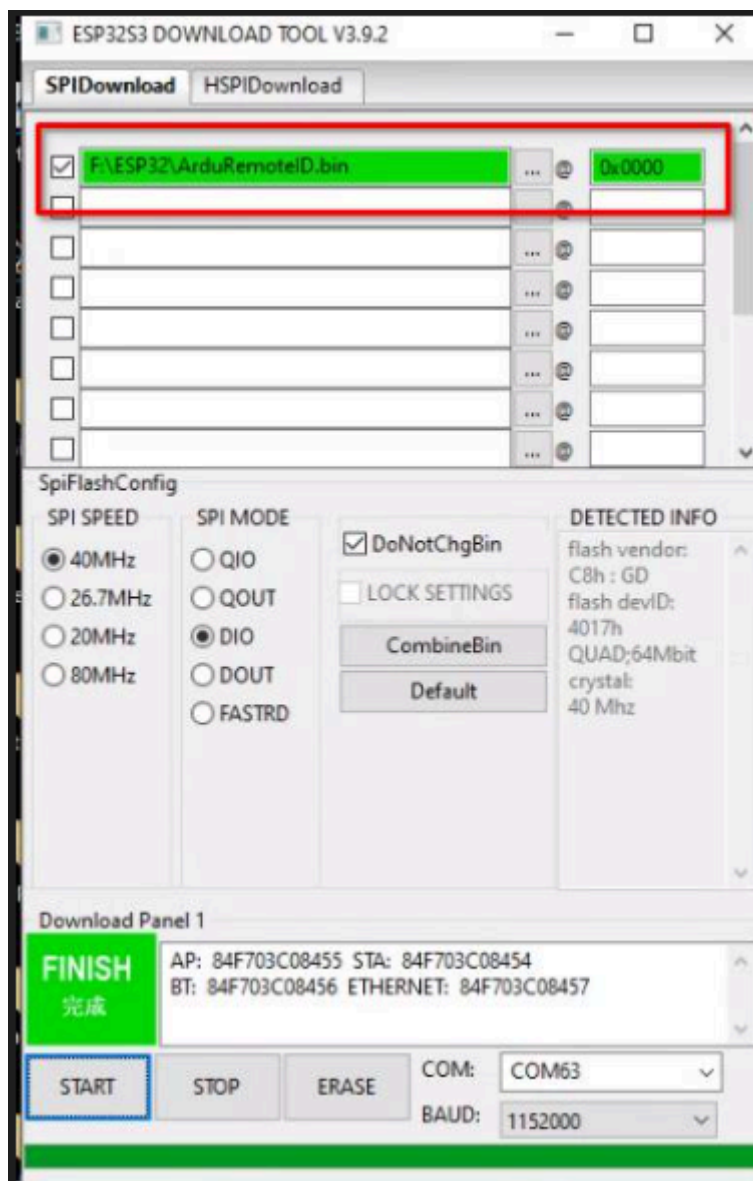 ESP32S3 DOWNLOAD TOOL V3.9.2
SPIDownload HSPIDownload
F:\ESP32\ArduRemoteID.bin ... @ 0x0000
@
... @
... @
... @
... @
... @
... @
SpiFlashConfig
SPI SPEED
40MHz
26.7MHz
20MHz
80MHz
SPI MODE
QIO
QOUT
DIO
DOUT
FASTRD
DoNotChgBin
LOCK SETTINGS
CombineBin
Default
DETECTED INFO
flash vendor:
C8h : GD
flash devID:
4017h
QUAD;64Mbit
crystal:
40 Mhz
Download Panel 1
FINISH
完成
AP: 84F703C08455 STA: 84F703C08454
BT: 84F703C08456 ETHERNET: 84F703C08457
START STOP ERASE
COM: COM63
BAUD: 1152000